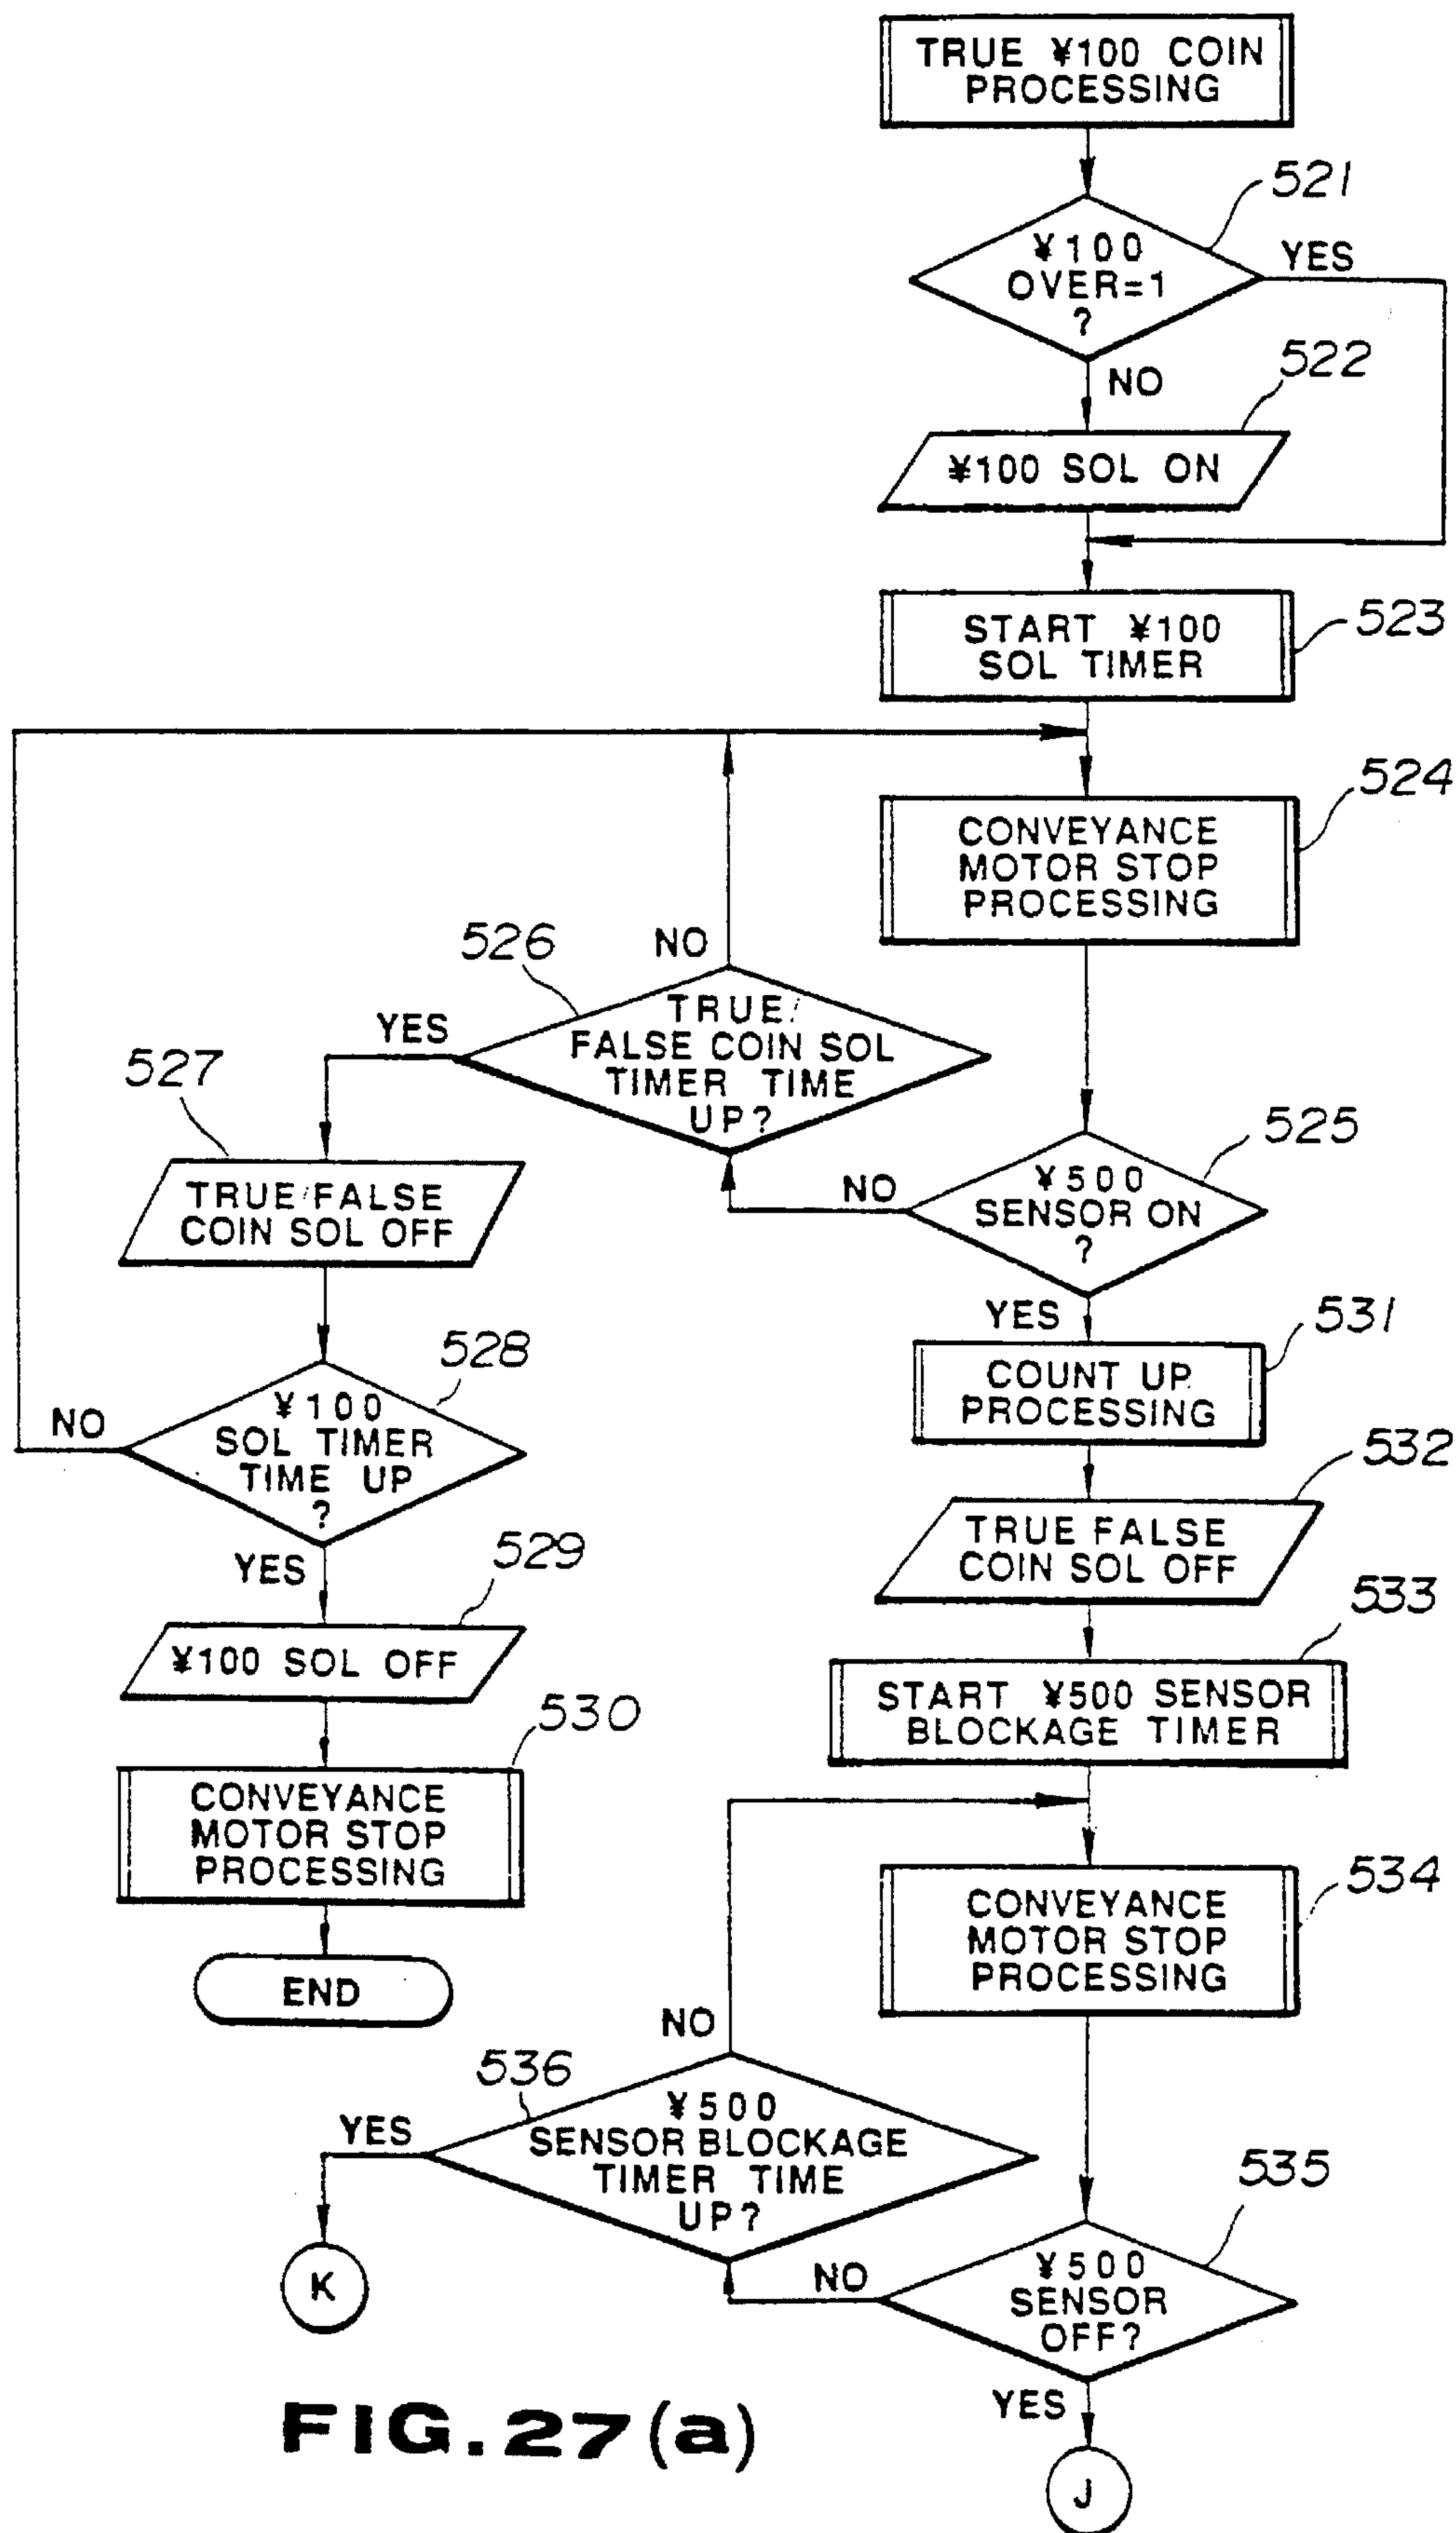 TRUE ¥100 COIN
PROCESSING
521
¥100
OVER=1
?
YES
NO
522
¥100 SOL ON
START ¥100
SOL TIMER
523
CONVEYANCE
MOTOR STOP
PROCESSING
524
¥500
SENSOR ON
?
525
NO
YES
TRUE/
FALSE COIN SOL
TIMER TIME
UP?
526
NO
YES
527
TRUE/FALSE
COIN SOL OFF
528
¥100
SOL TIMER
TIME UP
?
NO
YES
529
¥100 SOL OFF
530
CONVEYANCE
MOTOR STOP
PROCESSING
END
531
COUNT UP
PROCESSING
532
TRUE FALSE
COIN SOL OFF
533
START ¥500 SENSOR
BLOCKAGE TIMER
534
CONVEYANCE
MOTOR STOP
PROCESSING
535
¥500
SENSOR
OFF?
NO
YES
536
¥500
SENSOR BLOCKAGE
TIMER TIME
UP?
NO
YES
K
J
FIG.27(a)